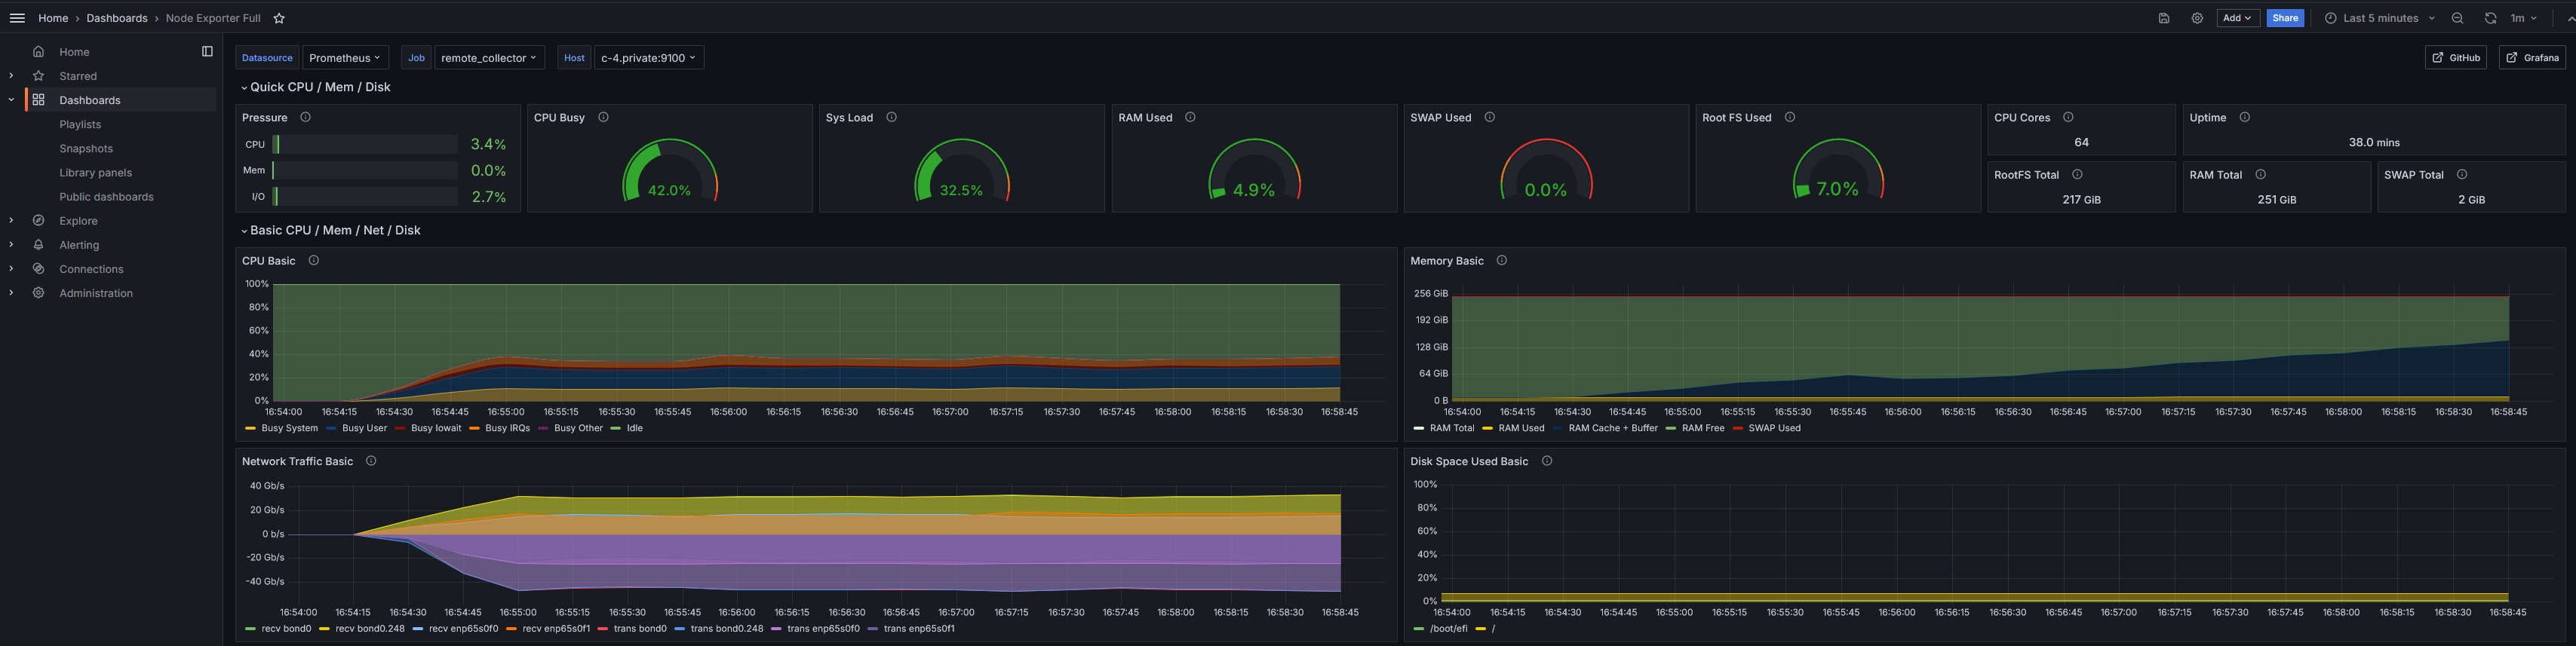 Home › Dashboards › Node Exporter Full
Add
Share
Last 5 minutes
1m
Home
Starred
Dashboards
Playlists
Snapshots
Library panels
Public dashboards
Explore
Alerting
Connections
Administration
Datasource Prometheus Job remote_collector Host c-4.private:9100
GitHub
Grafana
Quick CPU / Mem / Disk
Pressure
CPU 3.4%
Mem 0.0%
I/O 2.7%
CPU Busy
42.0%
Sys Load
32.5%
RAM Used
4.9%
SWAP Used
0.0%
Root FS Used
7.0%
CPU Cores
64
Uptime
38.0 mins
RootFS Total
217 GiB
RAM Total
251 GiB
SWAP Total
2 GiB
Basic CPU / Mem / Net / Disk
CPU Basic
100%
80%
60%
40%
20%
0%
16:54:00 16:54:15 16:54:30 16:54:45 16:55:00 16:55:15 16:55:30 16:55:45 16:56:00 16:56:15 16:56:30 16:56:45 16:57:00 16:57:15 16:57:30 16:57:45 16:58:00 16:58:15 16:58:30 16:58:45
Busy System Busy User Busy Iowait Busy IRQs Busy Other Idle
Memory Basic
256 GiB
192 GiB
128 GiB
64 GiB
0 B
16:54:00 16:54:15 16:54:30 16:54:45 16:55:00 16:55:15 16:55:30 16:55:45 16:56:00 16:56:15 16:56:30 16:56:45 16:57:00 16:57:15 16:57:30 16:57:45 16:58:00 16:58:15 16:58:30 16:58:45
RAM Total RAM Used RAM Cache + Buffer RAM Free SWAP Used
Network Traffic Basic
40 Gb/s
20 Gb/s
0 b/s
-20 Gb/s
-40 Gb/s
16:54:00 16:54:15 16:54:30 16:54:45 16:55:00 16:55:15 16:55:30 16:55:45 16:56:00 16:56:15 16:56:30 16:56:45 16:57:00 16:57:15 16:57:30 16:57:45 16:58:00 16:58:15 16:58:30 16:58:45
recv bond0 recv bond0.248 recv enp65s0f0 recv enp65s0f1 trans bond0 trans bond0.248 trans enp65s0f0 trans enp65s0f1
Disk Space Used Basic
100%
80%
60%
40%
20%
0%
16:54:00 16:54:15 16:54:30 16:54:45 16:55:00 16:55:15 16:55:30 16:55:45 16:56:00 16:56:15 16:56:30 16:56:45 16:57:00 16:57:15 16:57:30 16:57:45 16:58:00 16:58:15 16:58:30 16:58:45
/boot/efi /